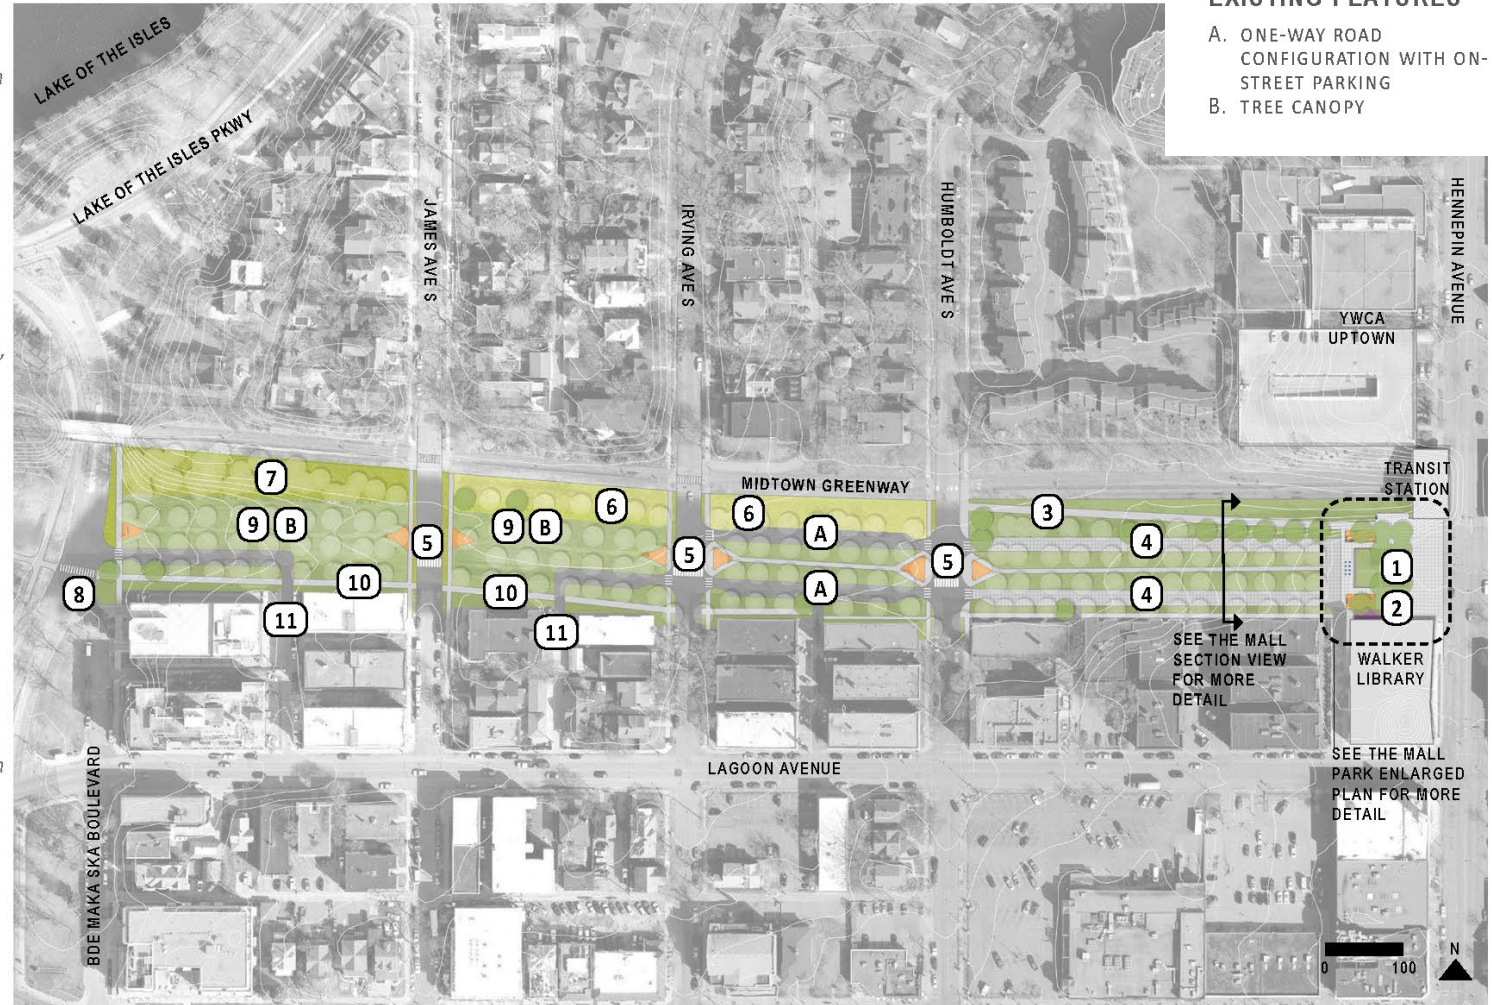 EXISTING FEATURES
A. ONE-WAY ROAD
CONFIGURATION WITH ON-
STREET PARKING
B. TREE CANOPY
LAKE OF THE ISLES
LAKE OF THE ISLES PKWY
JAMES AVE S
IRVING AVE S
HUMBOLDT AVE S
HENNEPIN AVENUE
YWCA
UPTOWN
TRANSIT
STATION
MIDTOWN GREENWAY
7
6
6
3
9 B
9 B
A
4
5
5
5
1
8
10
10
A
4
2
11
11
SEE THE MALL
SECTION VIEW
FOR MORE
DETAIL
WALKER
LIBRARY
SEE THE MALL
PARK ENLARGED
PLAN FOR MORE
DETAIL
LAGOON AVENUE
BDE MAKA SKA BOULEVARD
0 100
N